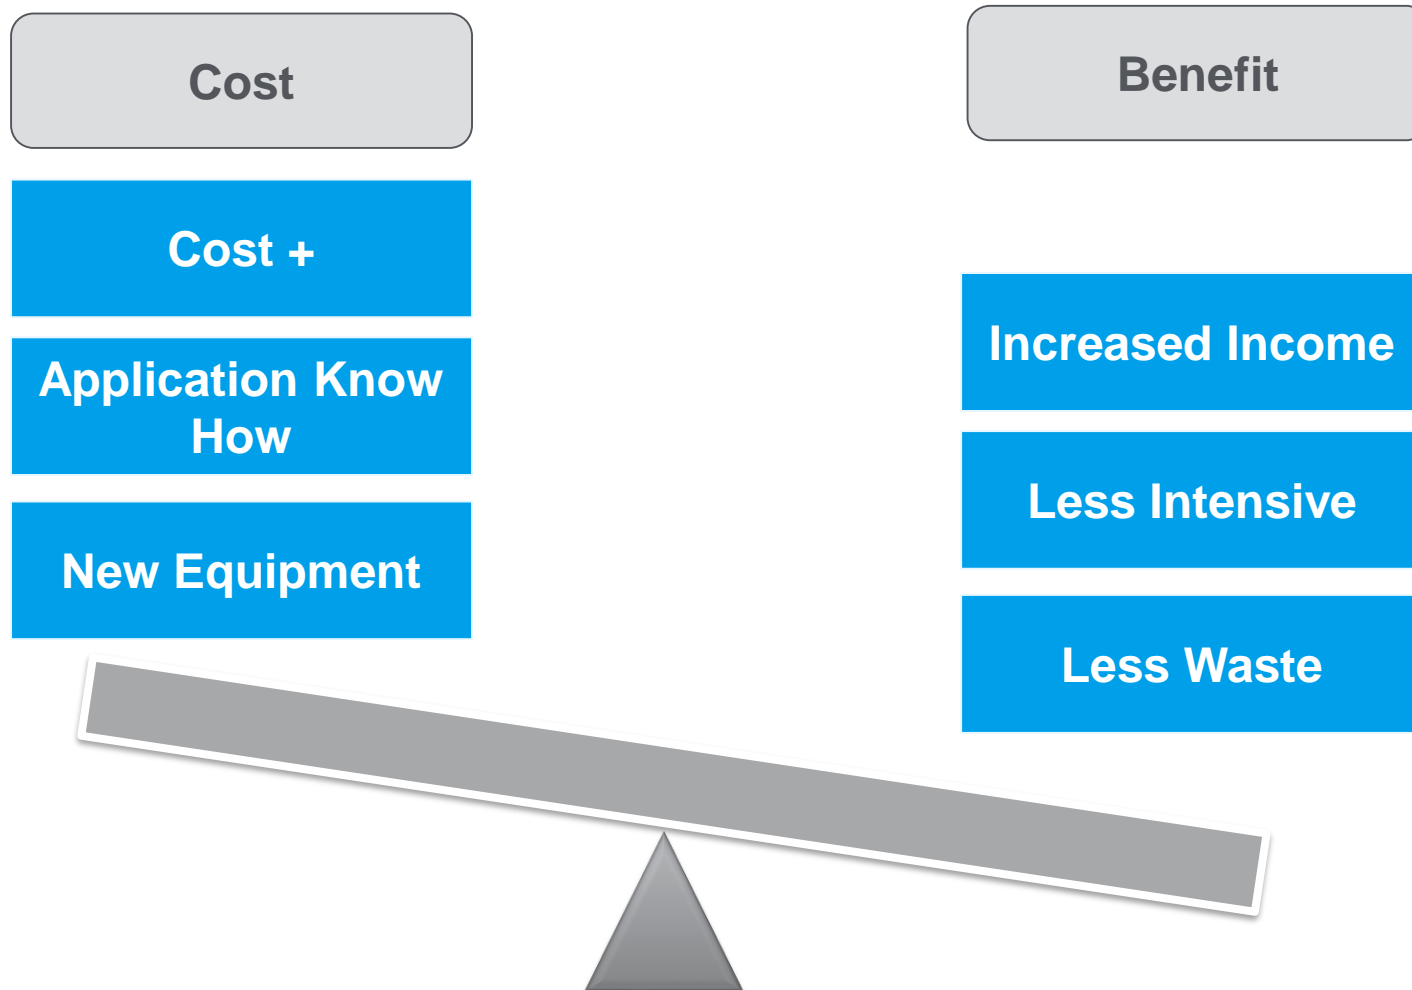 Cost
Benefit
Cost +
Application Know
How
New Equipment
Increased Income
Less Intensive
Less Waste